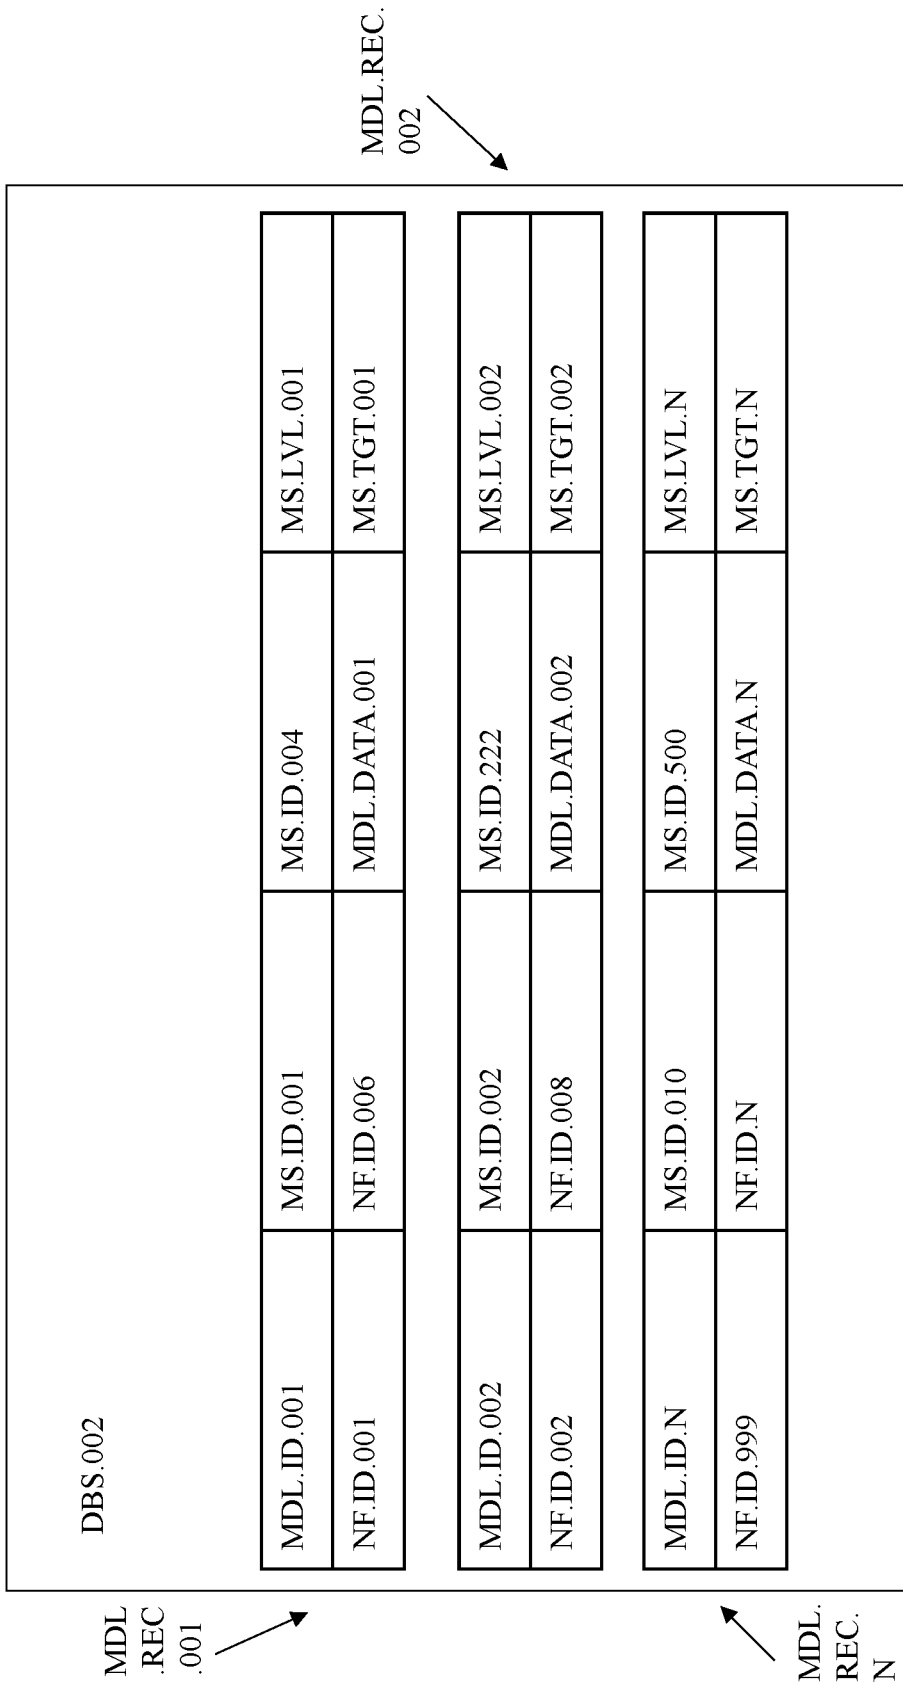 DBS.002
MDL
.REC
.001
MDL.ID.001 MS.ID.001 MS.ID.004 MS.LVL.001
NF.ID.001 NF.ID.006 MDL.DATA.001 MS.TGT.001
MDL.REC.
002
MDL.ID.002 MS.ID.002 MS.ID.222 MS.LVL.002
NF.ID.002 NF.ID.008 MDL.DATA.002 MS.TGT.002
MDL.ID.N MS.ID.010 MS.ID.500 MS.LVL.N
NF.ID.999 NF.ID.N MDL.DATA.N MS.TGT.N
MDL.
REC.
N